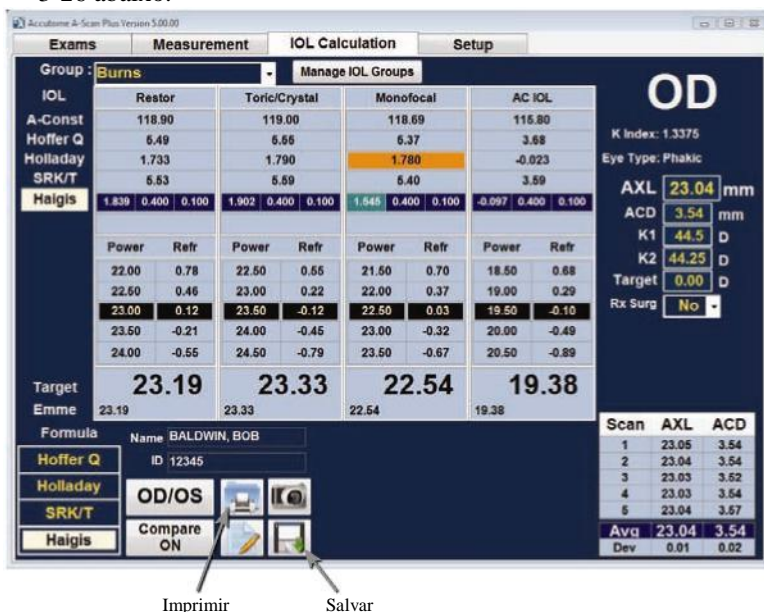 3-26 abaixo.
Accutome A-Scan Plus Version 5.00.00
Exams Measurement IOL Calculation Setup
Group : Burns Manage IOL Groups
OD
IOL Restor Toric/Crystal Monofocal AC IOL
A-Const 118.90 119.00 118.69 115.80
Hoffer Q 5.49 5.55 5.37 3.68
Holladay 1.733 1.790 1.780 -0.023
SRK/T 5.53 5.59 5.40 3.59
Haigis 1.839 0.400 0.100 1.902 0.400 0.100 1.545 0.400 0.100 -0.097 0.400 0.100
K Index: 1.3375
Eye Type: Phakic
AXL 23.04 mm
ACD 3.54 mm
K1 44.5 D
K2 44.25 D
Target 0.00 D
Rx Surg No
Power Refr Power Refr Power Refr Power Refr
22.00 0.78 22.50 0.55 21.50 0.70 18.50 0.68
22.50 0.46 23.00 0.22 22.00 0.37 19.00 0.29
23.00 0.12 23.50 -0.12 22.50 0.03 19.50 -0.10
23.50 -0.21 24.00 -0.45 23.00 -0.32 20.00 -0.49
24.00 -0.55 24.50 -0.79 23.50 -0.67 20.50 -0.89
Target 23.19 23.33 22.54 19.38
Emme 23.19 23.33 22.54 19.38
Formula
Hoffer Q
Holladay
SRK/T
Haigis
Name BALDWIN, BOB
ID 12345
OD/OS
Compare
ON
Scan AXL ACD
1 23.05 3.54
2 23.04 3.54
3 23.03 3.52
4 23.03 3.54
5 23.04 3.57
Avg 23.04 3.54
Dev 0.01 0.02
Imprimir Salvar